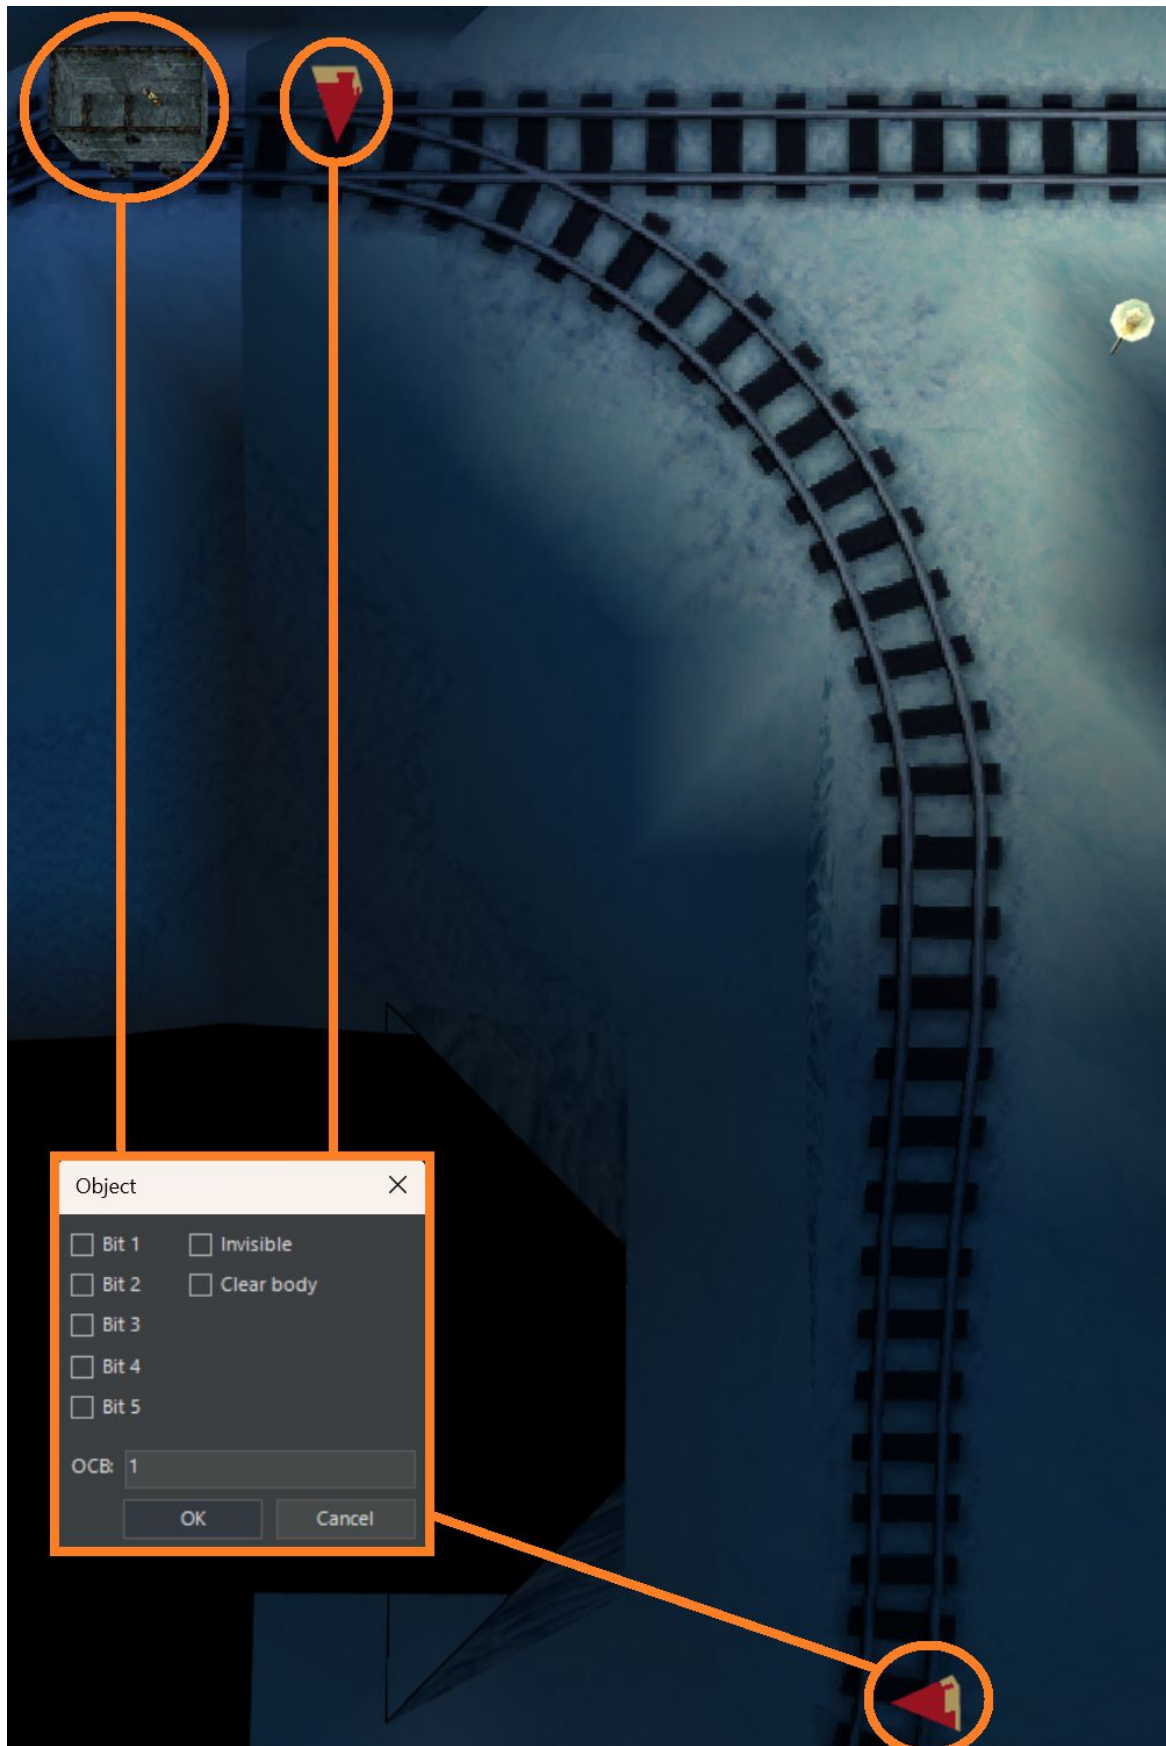 Object
Bit 1 Invisible
Bit 2 Clear body
Bit 3
Bit 4
Bit 5
OCB: 1
OK Cancel